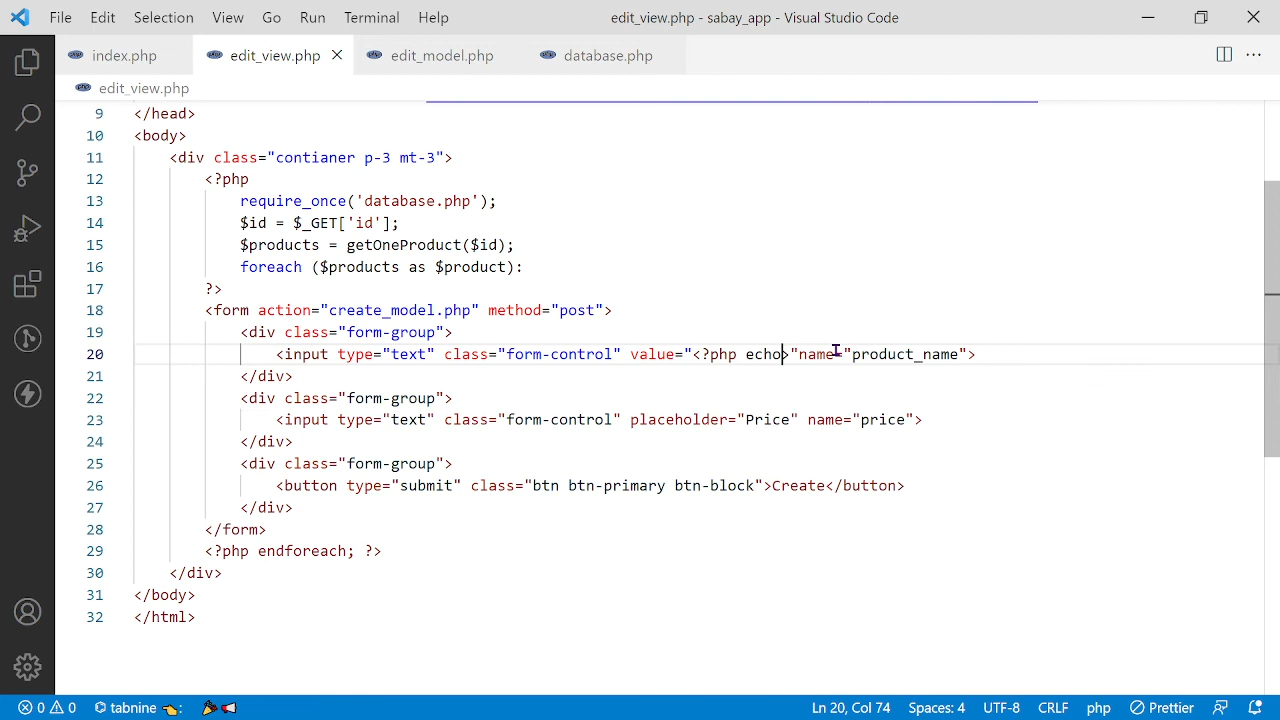 File Edit Selection View Go Run Terminal Help edit_view.php - sabay_app - Visual Studio Code
index.php edit_view.php edit_model.php database.php
edit_view.php
9 </head>
10 <body>
11 <div class="contianer p-3 mt-3">
12 <?php
13 require_once('database.php');
14 $id = $_GET['id'];
15 $products = getOneProduct($id);
16 foreach ($products as $product):
17 ?>
18 <form action="create_model.php" method="post">
19 <div class="form-group">
20 <input type="text" class="form-control" value="<?php echo>"name="product_name">
21 </div>
22 <div class="form-group">
23 <input type="text" class="form-control" placeholder="Price" name="price">
24 </div>
25 <div class="form-group">
26 <button type="submit" class="btn btn-primary btn-block">Create</button>
27 </div>
28 </form>
29 <?php endforeach; ?>
30 </div>
31 </body>
32 </html>
0 0 tabnine Ln 20, Col 74 Spaces: 4 UTF-8 CRLF php Prettier